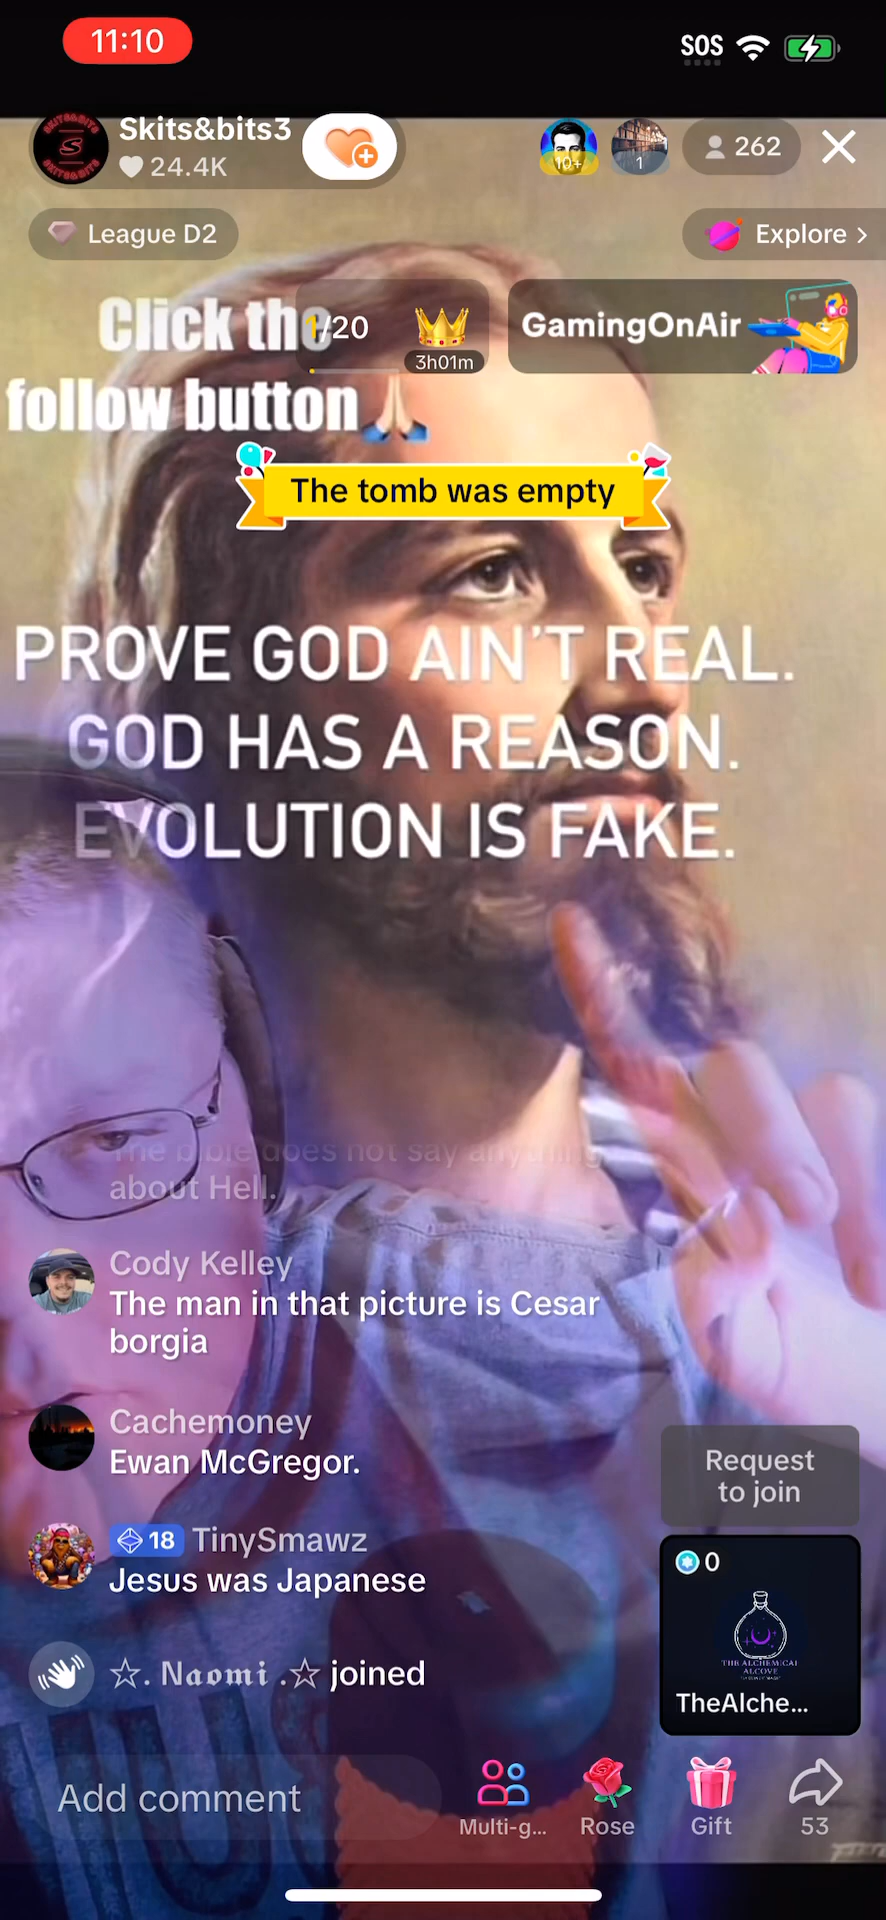 11:10
SOS
Skits&bits3
24.4K
10+
1
262
League D2
Explore >
Click the
follow button
1/20
3h01m
GamingOnAir
The tomb was empty
PROVE GOD AIN'T REAL.
GOD HAS A REASON.
EVOLUTION IS FAKE.
The bible does not say anything
about Hell.
Cody Kelley
The man in that picture is Cesar
borgia
Cachemoney
Ewan McGregor.
18 TinySmawz
Jesus was Japanese
☆. 𝕹𝖆𝖔𝖒𝖎 .☆ joined
Request
to join
0
THE ALCHEMICAL
ALCOVE
TheAlche...
Add comment
Multi-g...
Rose
Gift
53